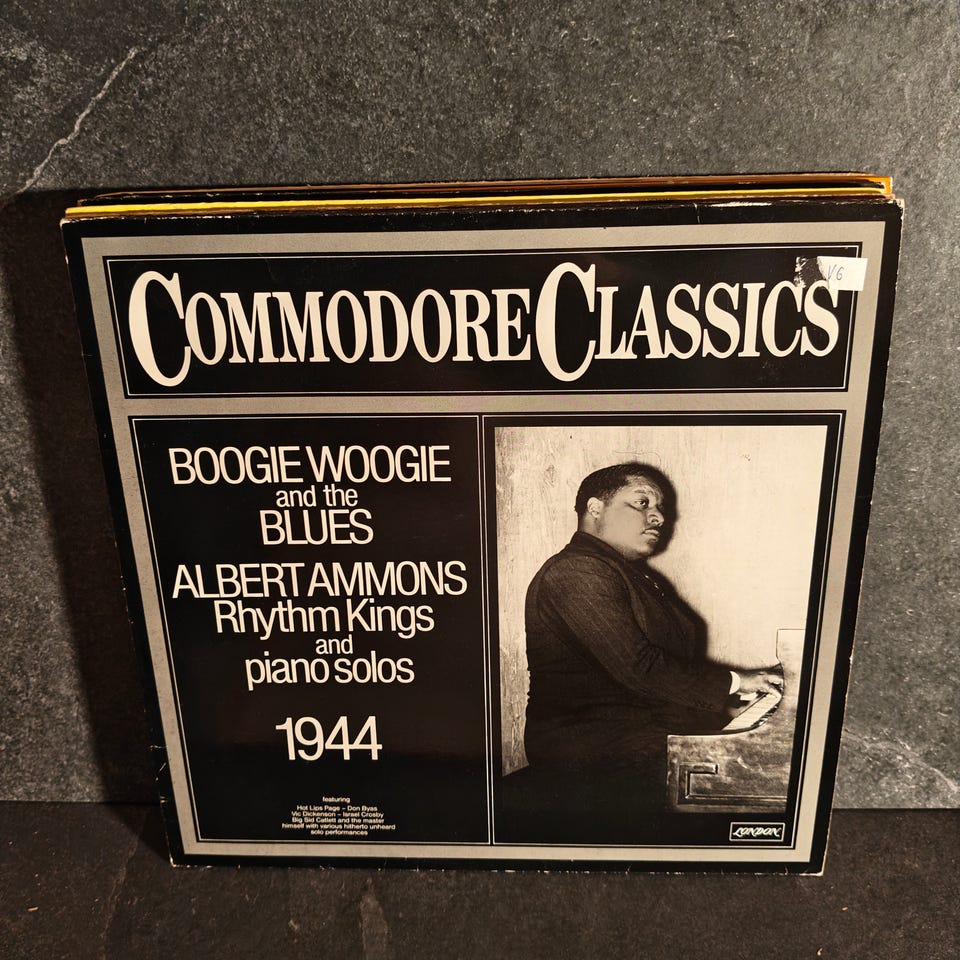 VG
COMMODORE CLASSICS
BOOGIE WOOGIE
and the
BLUES
ALBERT AMMONS
Rhythm Kings
and
piano solos
1944
featuring
Hot Lips Page – Don Byas
Vic Dickenson – Israel Crosby
Big Sid Catlett and the master
himself with various hitherto unheard
solo performances
LONDON